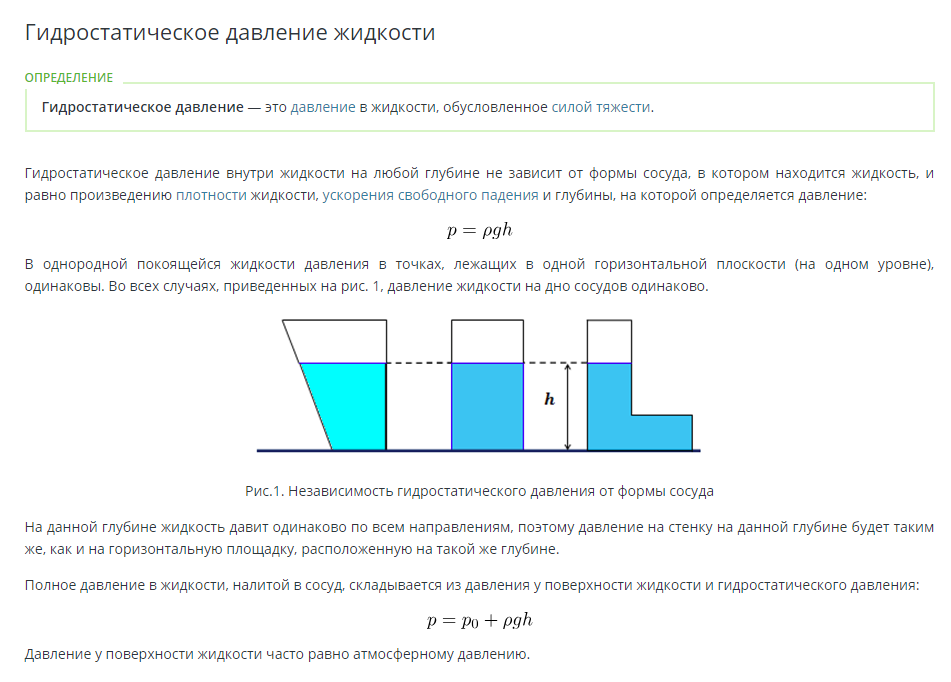 Гидростатическое давление жидкости
ОПРЕДЕЛЕНИЕ
Гидростатическое давление — это давление в жидкости, обусловленное силой тяжести.
Гидростатическое давление внутри жидкости на любой глубине не зависит от формы сосуда, в котором находится жидкость, и
равно произведению плотности жидкости, ускорения свободного падения и глубины, на которой определяется давление:
p = ρgh
В однородной покоящейся жидкости давления в точках, лежащих в одной горизонтальной плоскости (на одном уровне),
одинаковы. Во всех случаях, приведенных на рис. 1, давление жидкости на дно сосудов одинаково.
h
Рис.1. Независимость гидростатического давления от формы сосуда
На данной глубине жидкость давит одинаково по всем направлениям, поэтому давление на стенку на данной глубине будет таким
же, как и на горизонтальную площадку, расположенную на такой же глубине.
Полное давление в жидкости, налитой в сосуд, складывается из давления у поверхности жидкости и гидростатического давления:
p = p₀ + ρgh
Давление у поверхности жидкости часто равно атмосферному давлению.